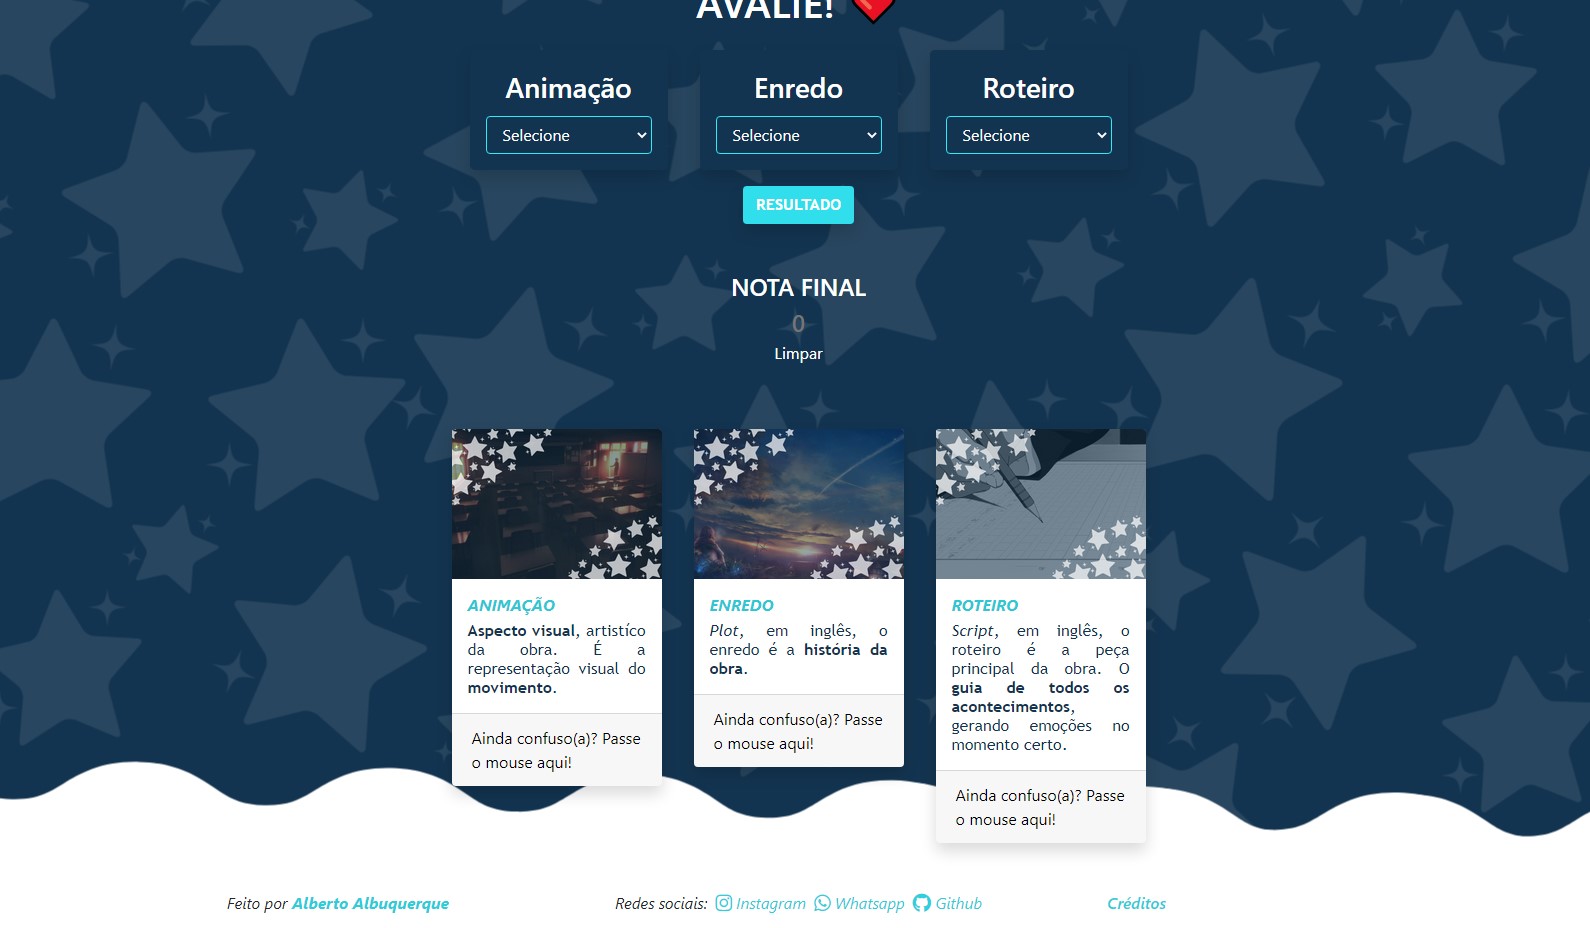 AVALIE!
Animação
Selecione
Enredo
Selecione
Roteiro
Selecione
RESULTADO
NOTA FINAL
0
Limpar
ANIMAÇÃO
Aspecto visual, artistíco
da obra. É a
representação visual do
movimento.
Ainda confuso(a)? Passe
o mouse aqui!
ENREDO
Plot, em inglês, o
enredo é a história da
obra.
Ainda confuso(a)? Passe
o mouse aqui!
ROTEIRO
Script, em inglês, o
roteiro é a peça
principal da obra. O
guia de todos os
acontecimentos,
gerando emoções no
momento certo.
Ainda confuso(a)? Passe
o mouse aqui!
Feito por Alberto Albuquerque
Redes sociais: Instagram Whatsapp Github
Créditos